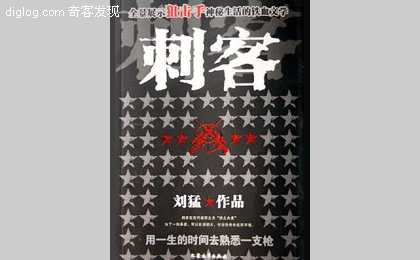 diglog.com 奇客发现
全景展示狙击手神秘生活的铁血文学
刺客
刘猛★作品
用一生的时间去熟悉一支枪